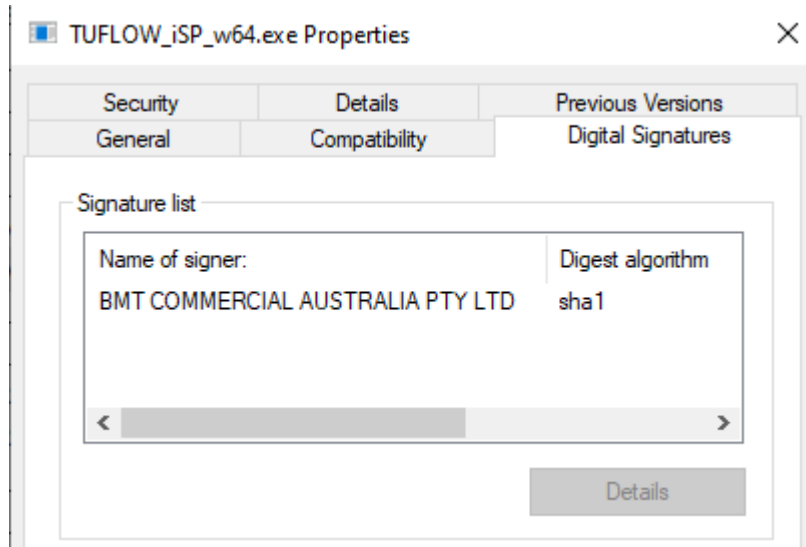 TUFLOW_iSP_w64.exe Properties
Security Details Previous Versions
General Compatibility Digital Signatures
Signature list
Name of signer: Digest algorithm
BMT COMMERCIAL AUSTRALIA PTY LTD sha1
Details